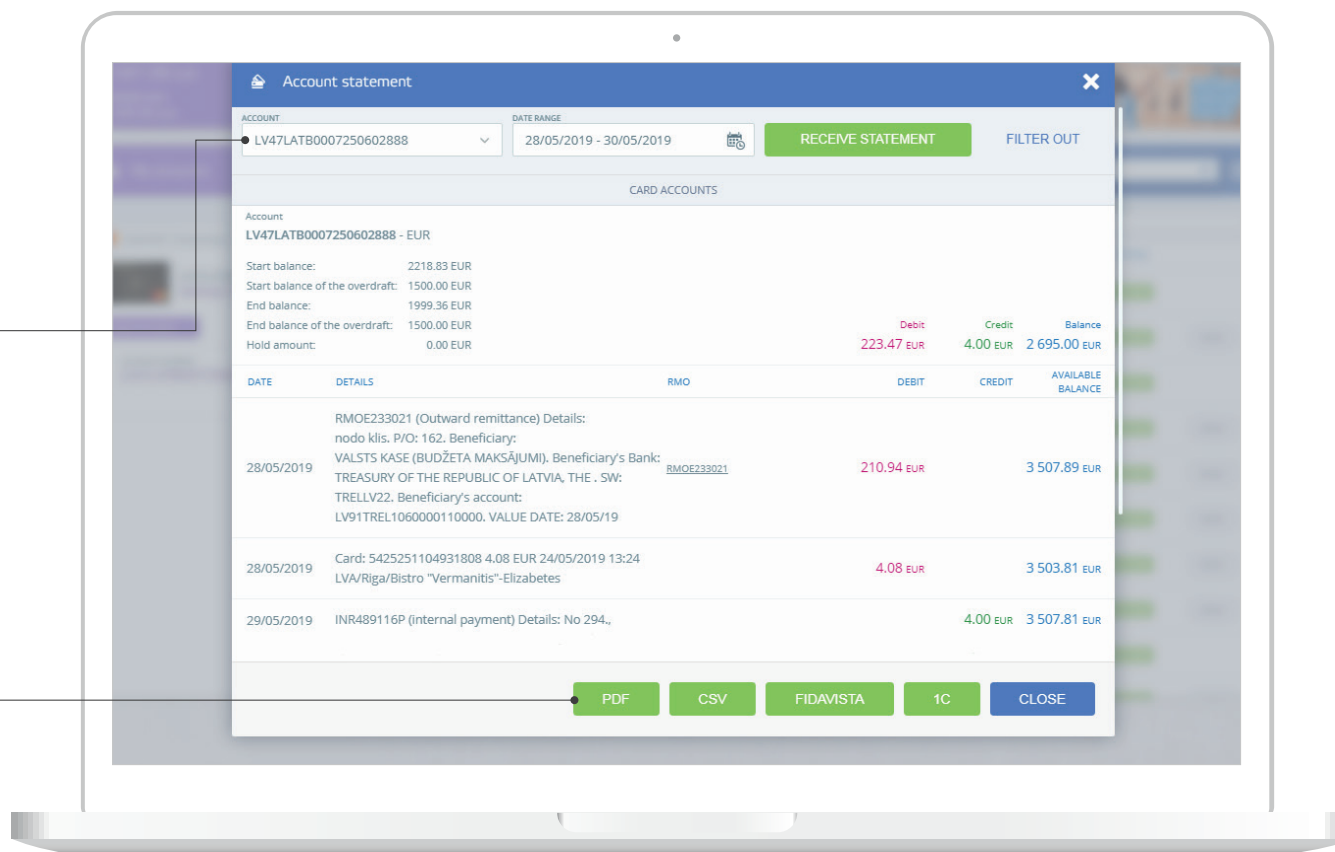 Account statement
ACCOUNT
LV47LATB0007250602888
DATE RANGE
28/05/2019 - 30/05/2019
RECEIVE STATEMENT
FILTER OUT
CARD ACCOUNTS
Account
LV47LATB0007250602888 - EUR
Start balance: 2218.83 EUR
Start balance of the overdraft: 1500.00 EUR
End balance: 1999.36 EUR
End balance of the overdraft: 1500.00 EUR
Hold amount: 0.00 EUR
Debit Credit Balance
223.47 EUR 4.00 EUR 2 695.00 EUR
DATE DETAILS RMO DEBIT CREDIT AVAILABLE
BALANCE
RMOE233021 (Outward remittance) Details:
nodo klis. P/O: 162. Beneficiary:
VALSTS KASE (BUDŽETA MAKSĀJUMI). Beneficiary's Bank:
28/05/2019 TREASURY OF THE REPUBLIC OF LATVIA, THE . SW: RMOE233021 210.94 EUR 3 507.89 EUR
TRELLV22. Beneficiary's account:
LV91TREL1060000110000. VALUE DATE: 28/05/19
28/05/2019 Card: 5425251104931808 4.08 EUR 24/05/2019 13:24 4.08 EUR 3 503.81 EUR
LVA/Riga/Bistro "Vermanitis"-Elizabetes
29/05/2019 INR489116P (internal payment) Details: No 294., 4.00 EUR 3 507.81 EUR
PDF CSV FIDAVISTA 1C CLOSE